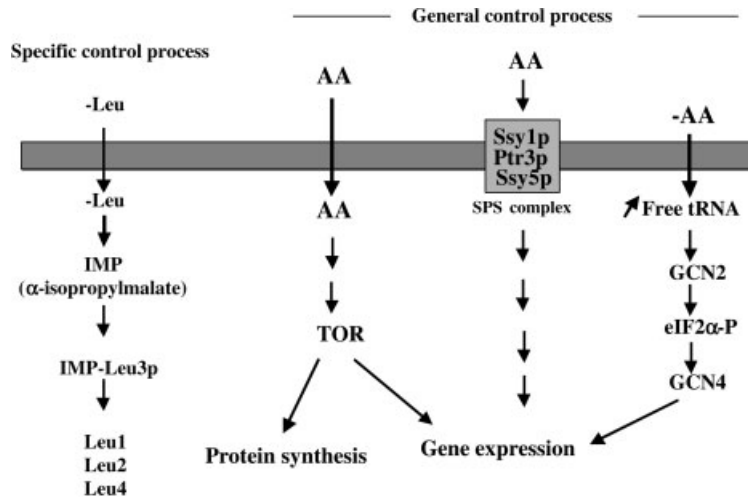 General control process
Specific control process
-Leu
-Leu
IMP
(α-isopropylmalate)
IMP-Leu3p
Leu1
Leu2
Leu4
AA
AA
TOR
Protein synthesis
AA
Ssy1p
Ptr3p
Ssy5p
SPS complex
Gene expression
-AA
Free tRNA
GCN2
eIF2α-P
GCN4